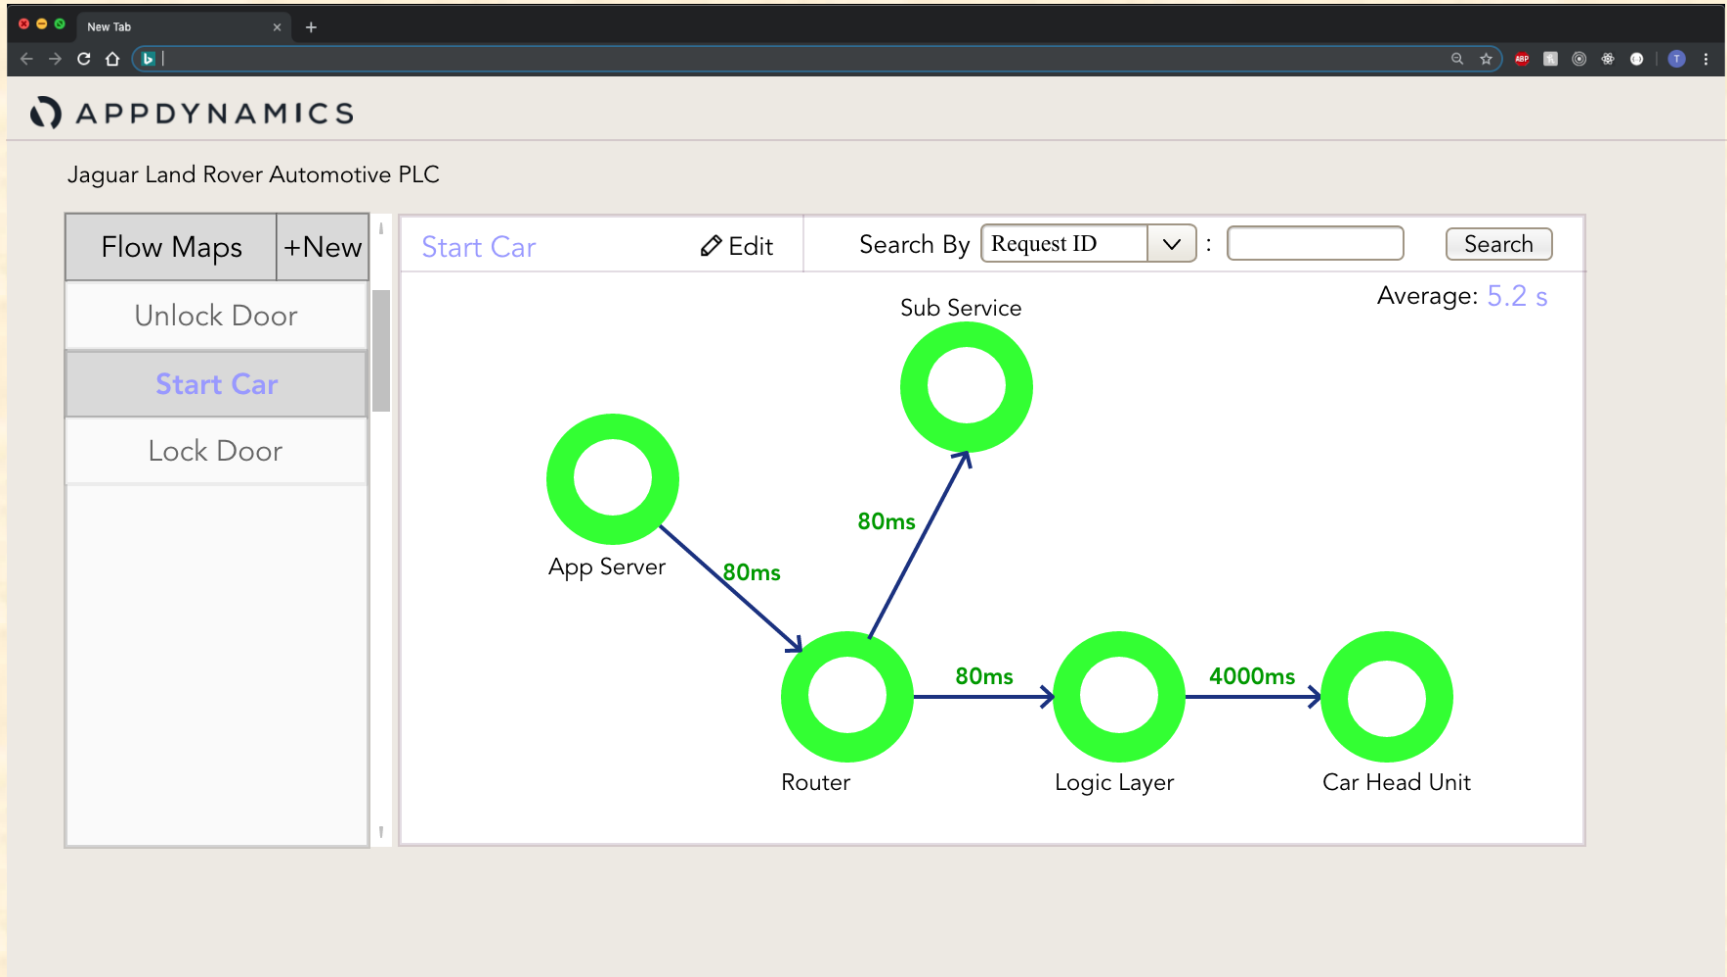 New Tab
ABP
T
APPDYNAMICS
Jaguar Land Rover Automotive PLC
Flow Maps
+New
Unlock Door
Start Car
Lock Door
Start Car
Edit
Search By
Request ID
:
Search
Average: 5.2 s
Sub Service
80ms
App Server
80ms
80ms
4000ms
Router
Logic Layer
Car Head Unit